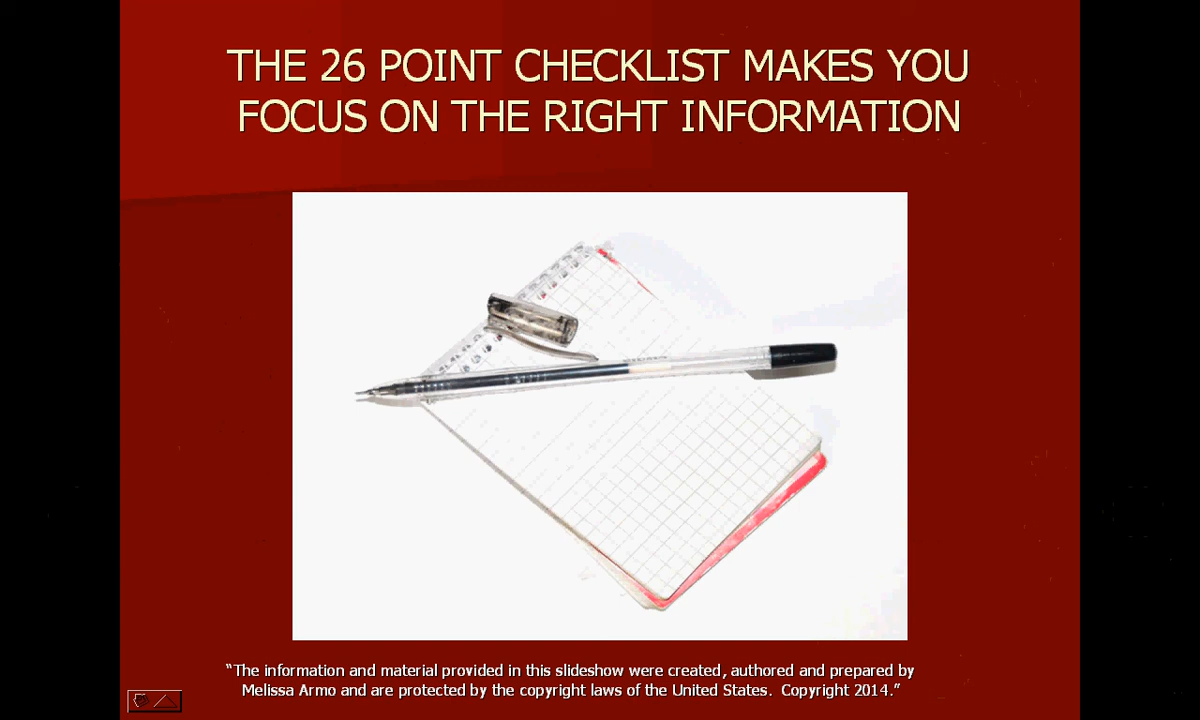 THE 26 POINT CHECKLIST MAKES YOU
FOCUS ON THE RIGHT INFORMATION
“The information and material provided in this slideshow were created, authored and prepared by
Melissa Armo and are protected by the copyright laws of the United States. Copyright 2014.”